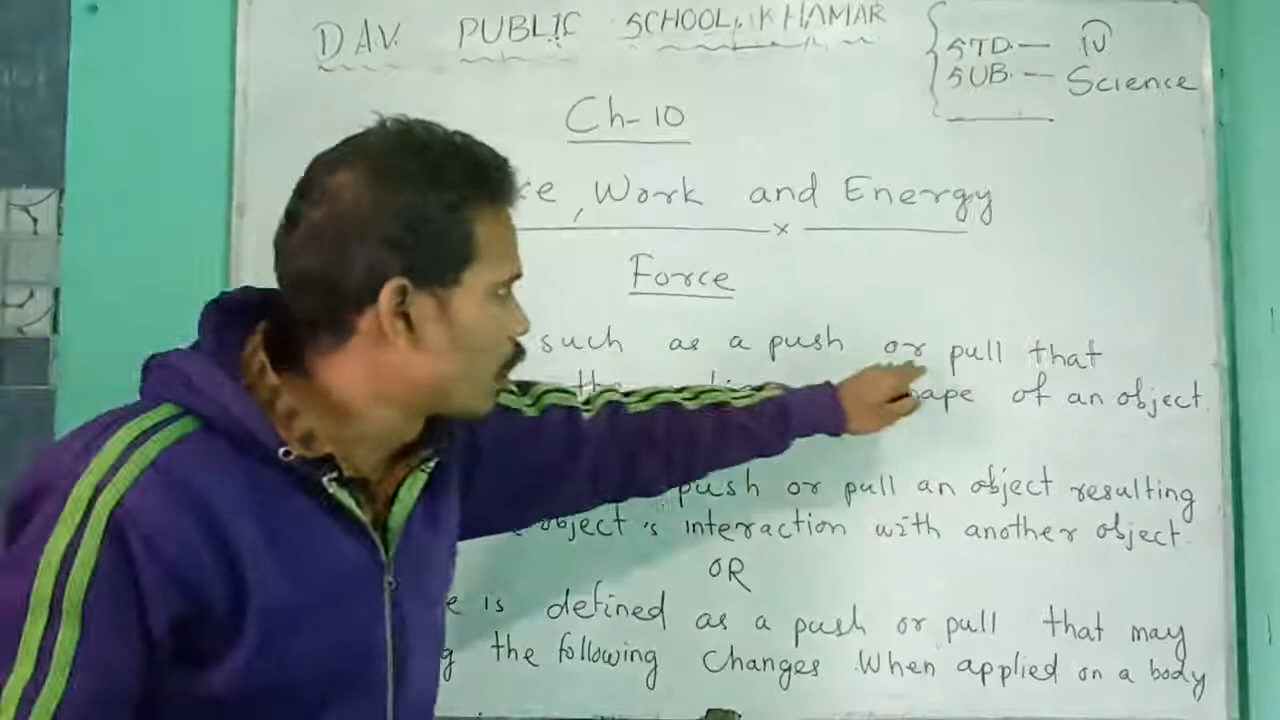 D.A.V. PUBLIC SCHOOL, KHAMAR
STD. — IV
SUB. — Science
Ch-10
, Work and Energy
Force
such as a push or pull that
of an object
push or pull an object resulting
object's interaction with another object.
OR
is defined as a push or pull that may
the following changes when applied on a body